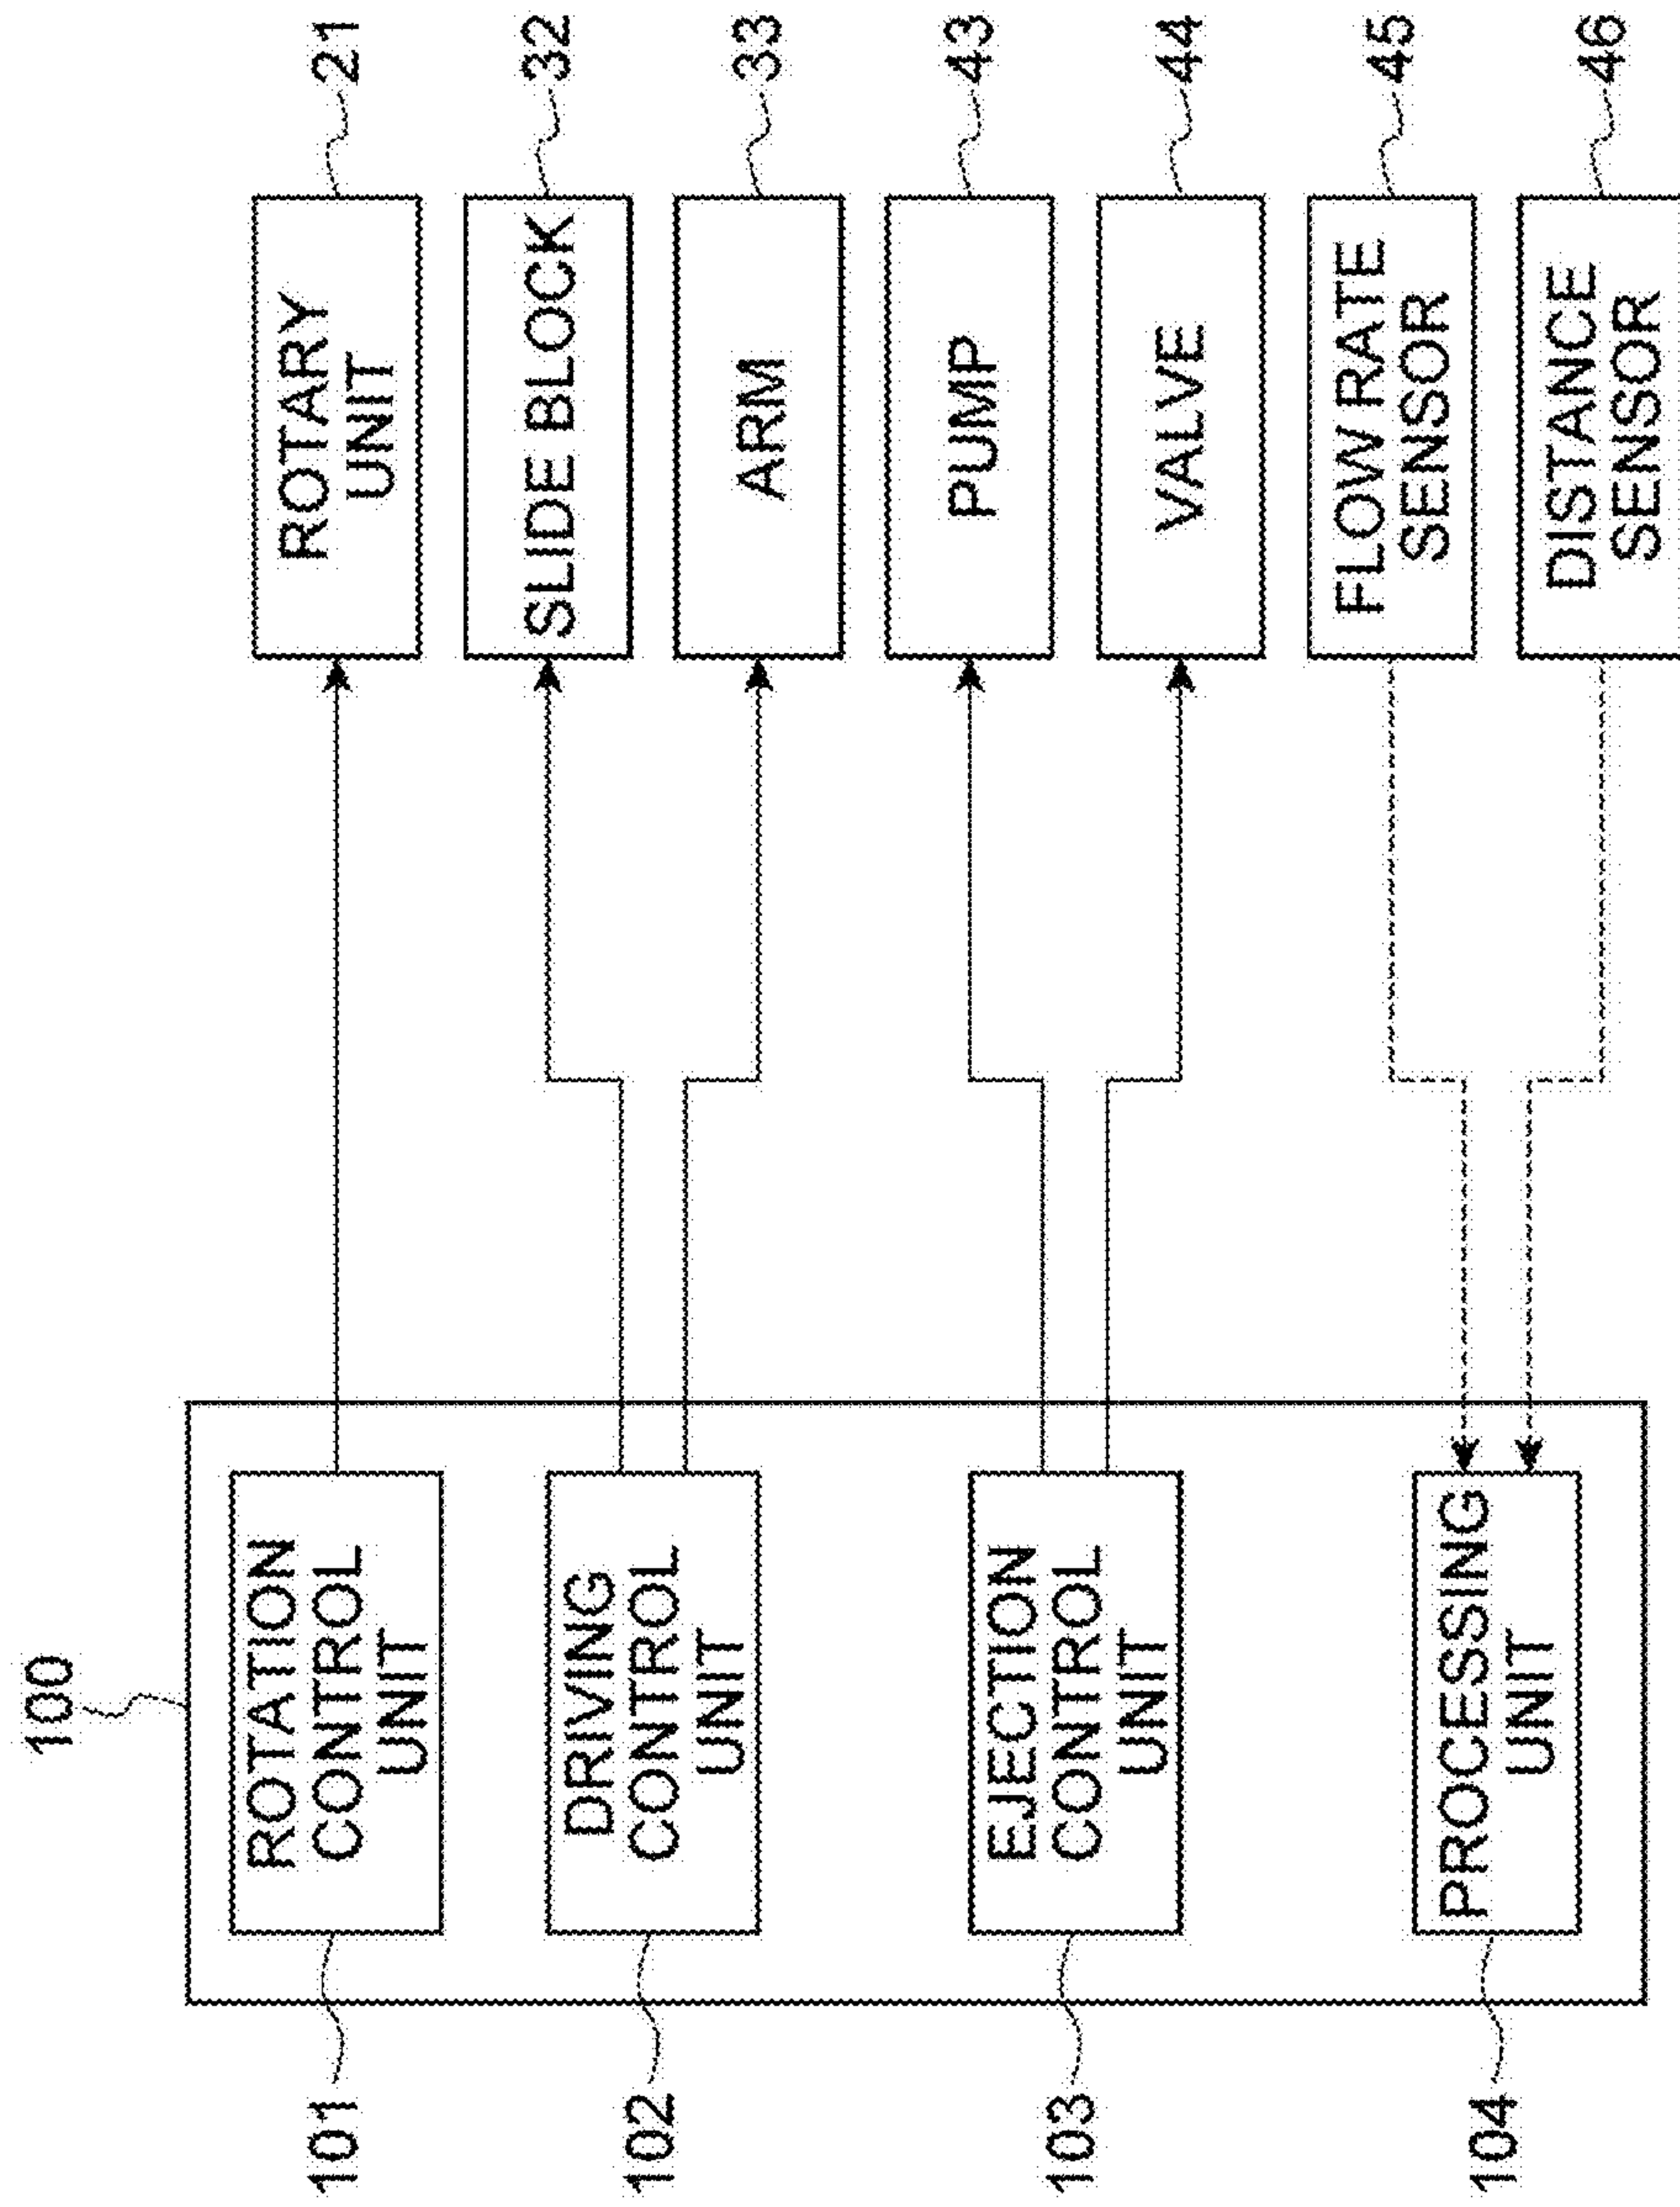 100
101
ROTATION
CONTROL
UNIT
ROTARY
UNIT
21
102
DRIVING
CONTROL
UNIT
SLIDE BLOCK
32
ARM
33
103
EJECTION
CONTROL
UNIT
PUMP
43
VALVE
44
104
PROCESSING
UNIT
FLOW RATE
SENSOR
45
DISTANCE
SENSOR
46